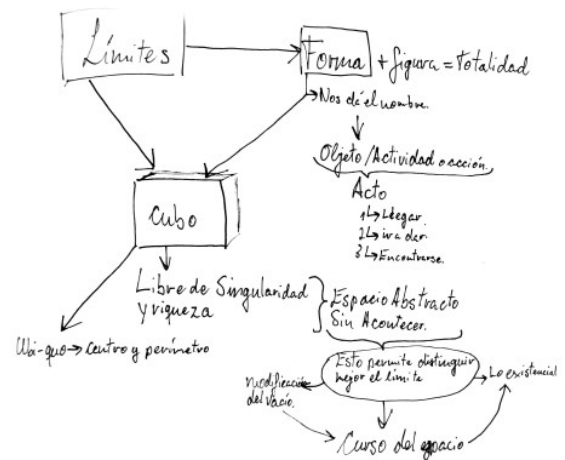 Límites
Forma + figura = totalidad
Nos dá el nombre.
Objeto / Actividad o acción.
Acto
1 Llegar
2 ir a dar.
3 Encontrarse.
Cubo
Libre de Singularidad
y riqueza
Espacio Abstracto
Sin Acontecer.
Ubi-quo → Centro y perímetro
Esto permite distinguir
mejor el límite
modificación
del vacío.
Lo existencial
Curso del espacio